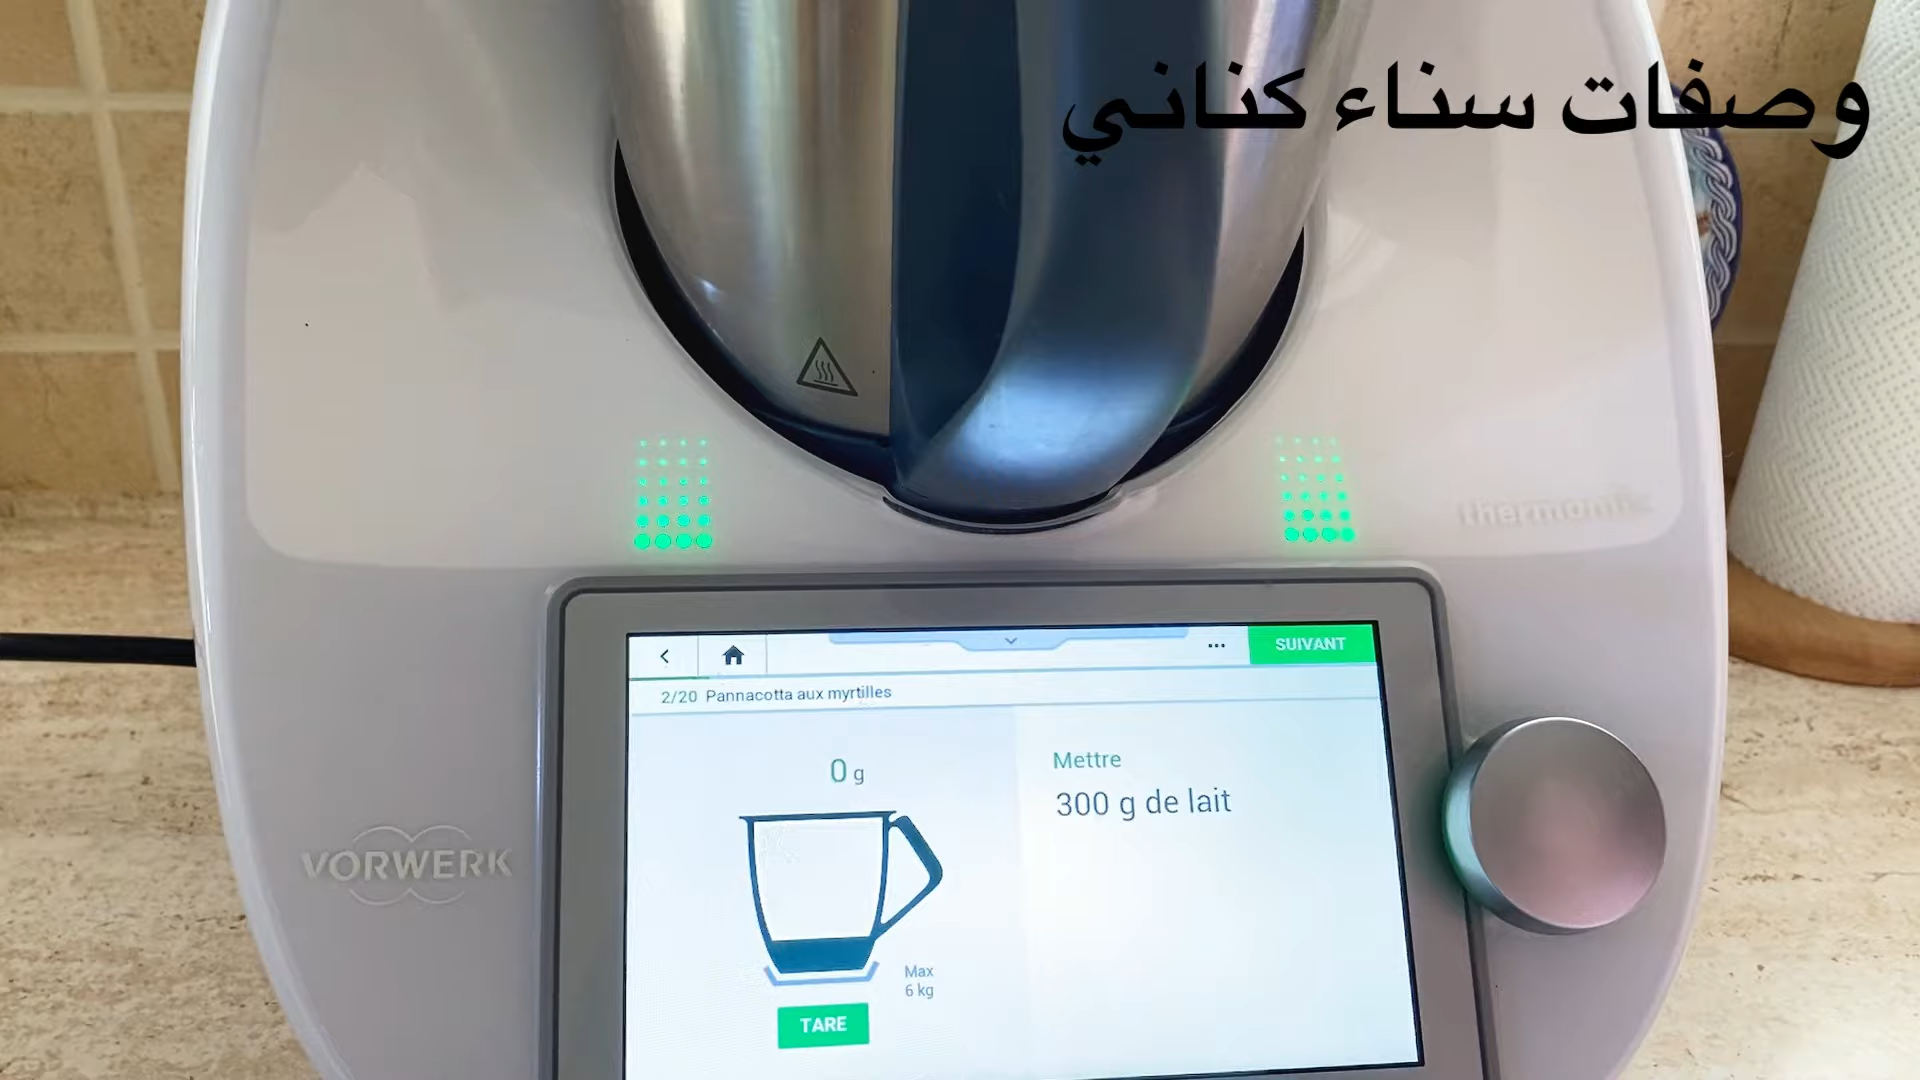 وصفات سناء كناني
thermomix
VORWERK
SUIVANT
2/20 Pannacotta aux myrtilles
0 g
Mettre
300 g de lait
Max
6 kg
TARE